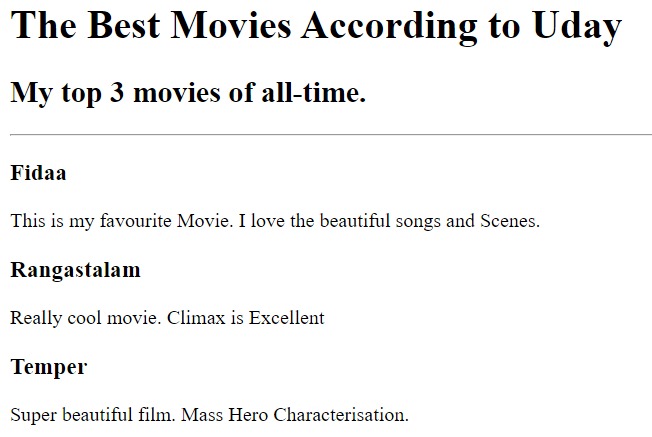 The Best Movies According to Uday
My top 3 movies of all-time.
Fidaa
This is my favourite Movie. I love the beautiful songs and Scenes.
Rangastalam
Really cool movie. Climax is Excellent
Temper
Super beautiful film. Mass Hero Characterisation.